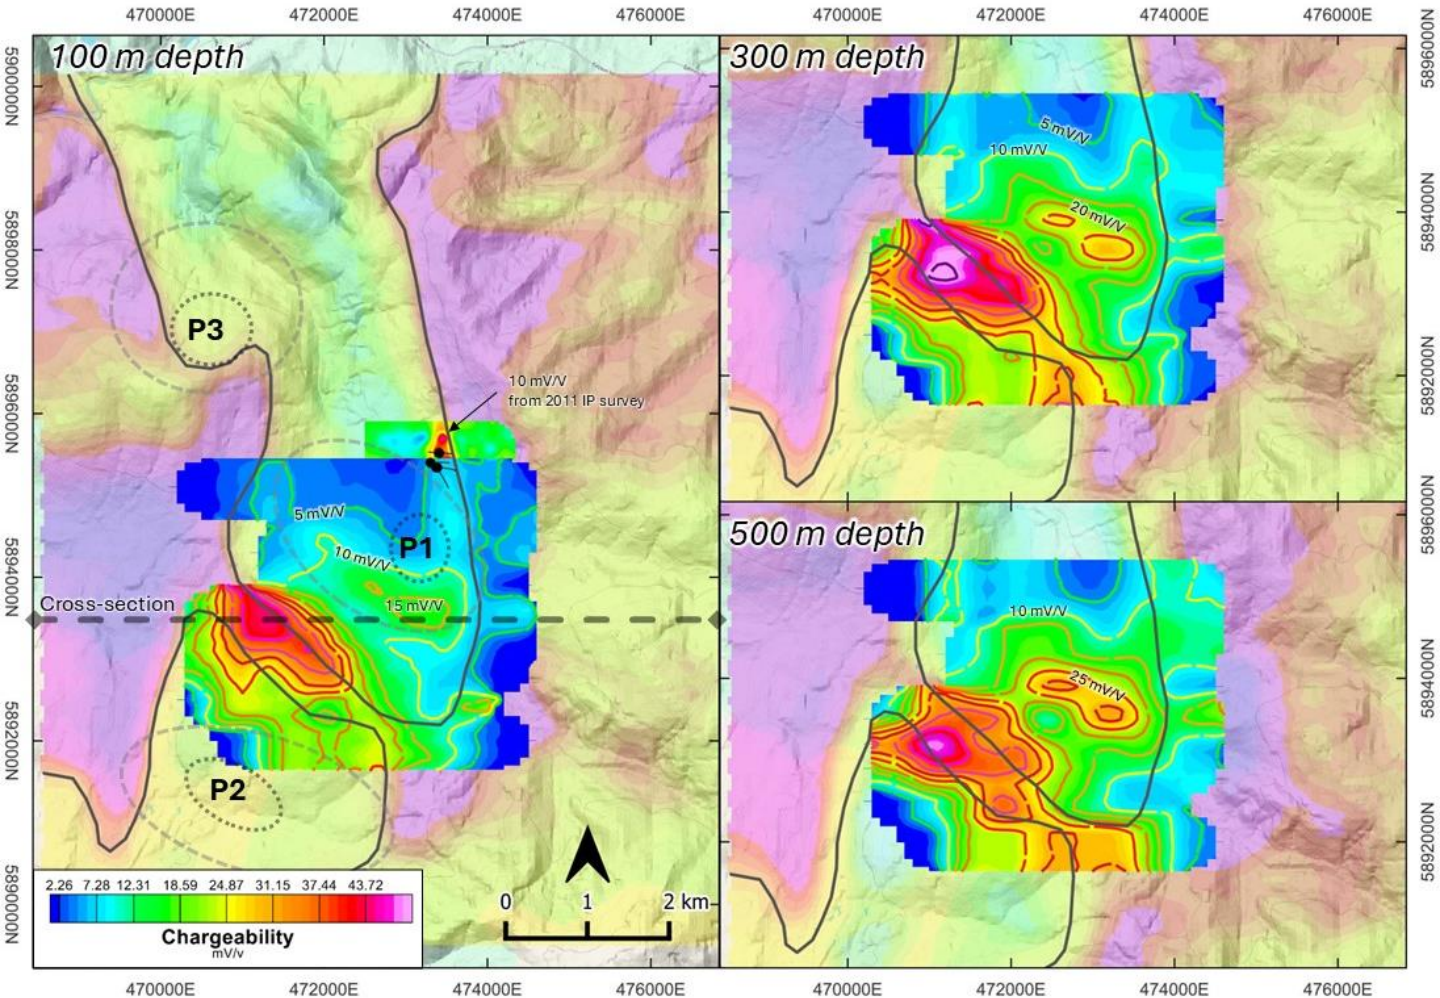 470000E 472000E 474000E 476000E 470000E 472000E 474000E 476000E
100 m depth
300 m depth
5896000N
5900000N
5 mV/V
10 mV/V
5894000N
20 mV/V
5898000N
P3
5892000N
10 mV/V
from 2011 IP survey
5896000N
5 mV/V
500 m depth
5896000N
P1
10 mV/V
5894000N
Cross-section
15 mV/V
10 mV/V
5894000N
25 mV/V
5892000N
P2
5892000N
2.26 7.28 12.31 18.59 24.87 31.15 37.44 43.72
Chargeability
mV/v
0 1 2 km
5890000N
470000E 472000E 474000E 476000E 470000E 472000E 474000E 476000E